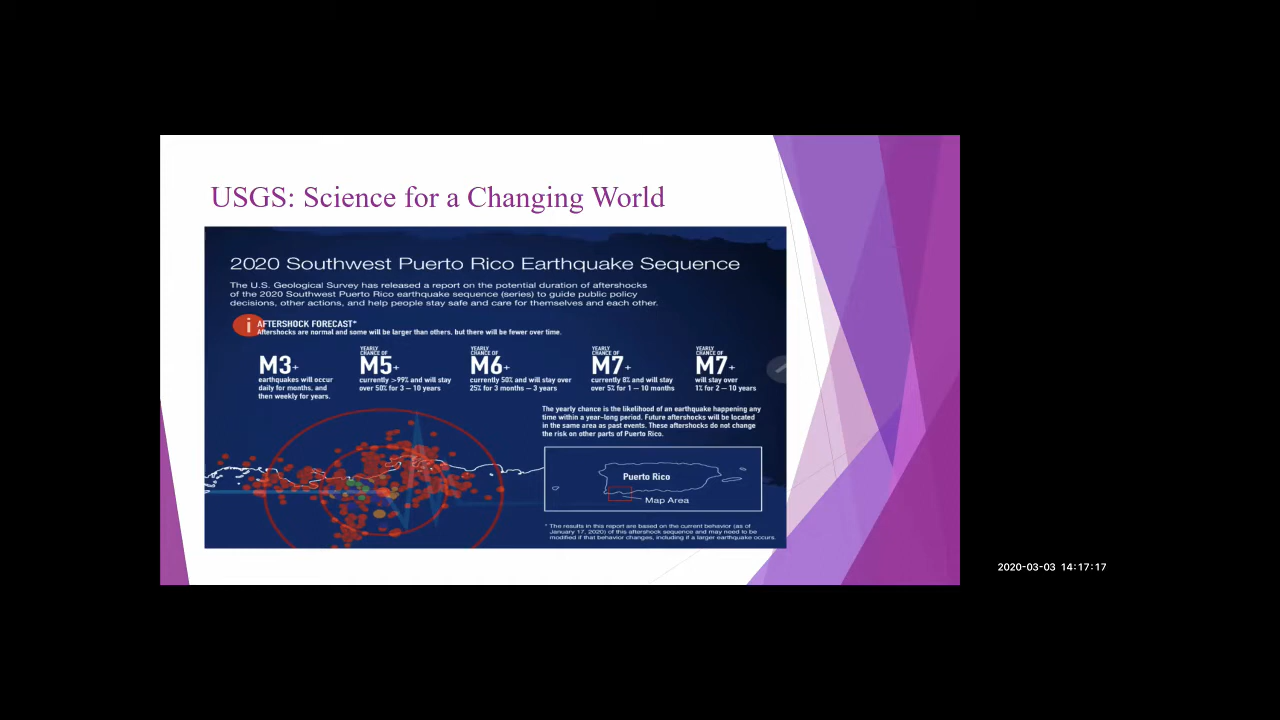 USGS: Science for a Changing World
2020 Southwest Puerto Rico Earthquake Sequence
The U.S. Geological Survey has released a report on the potential duration of aftershocks
of the 2020 Southwest Puerto Rico earthquake sequence (series) to guide public policy
decisions, other actions, and help people stay safe and care for themselves and each other.
i
AFTERSHOCK FORECAST*
Aftershocks are normal and some will be larger than others, but there will be fewer over time.
M3+
earthquakes will occur
daily for months, and
then weekly for years.
YEARLY
CHANCE OF
M5+
currently >99% and will stay
over 50% for 3 – 10 years
YEARLY
CHANCE OF
M6+
currently 50% and will stay over
25% for 3 months – 3 years
YEARLY
CHANCE OF
M7+
currently 8% and will stay
over 5% for 1 – 10 months
YEARLY
CHANCE OF
M7+
will stay over
1% for 2 – 10 years
The yearly chance is the likelihood of an earthquake happening any
time within a year-long period. Future aftershocks will be located
in the same area as past events. These aftershocks do not change
the risk on other parts of Puerto Rico.
Puerto Rico
Map Area
* The results in this report are based on the current behavior (as of
January 17, 2020) of this aftershock sequence and may need to be
modified if that behavior changes, including if a larger earthquake occurs.
2020-03-03 14:17:17